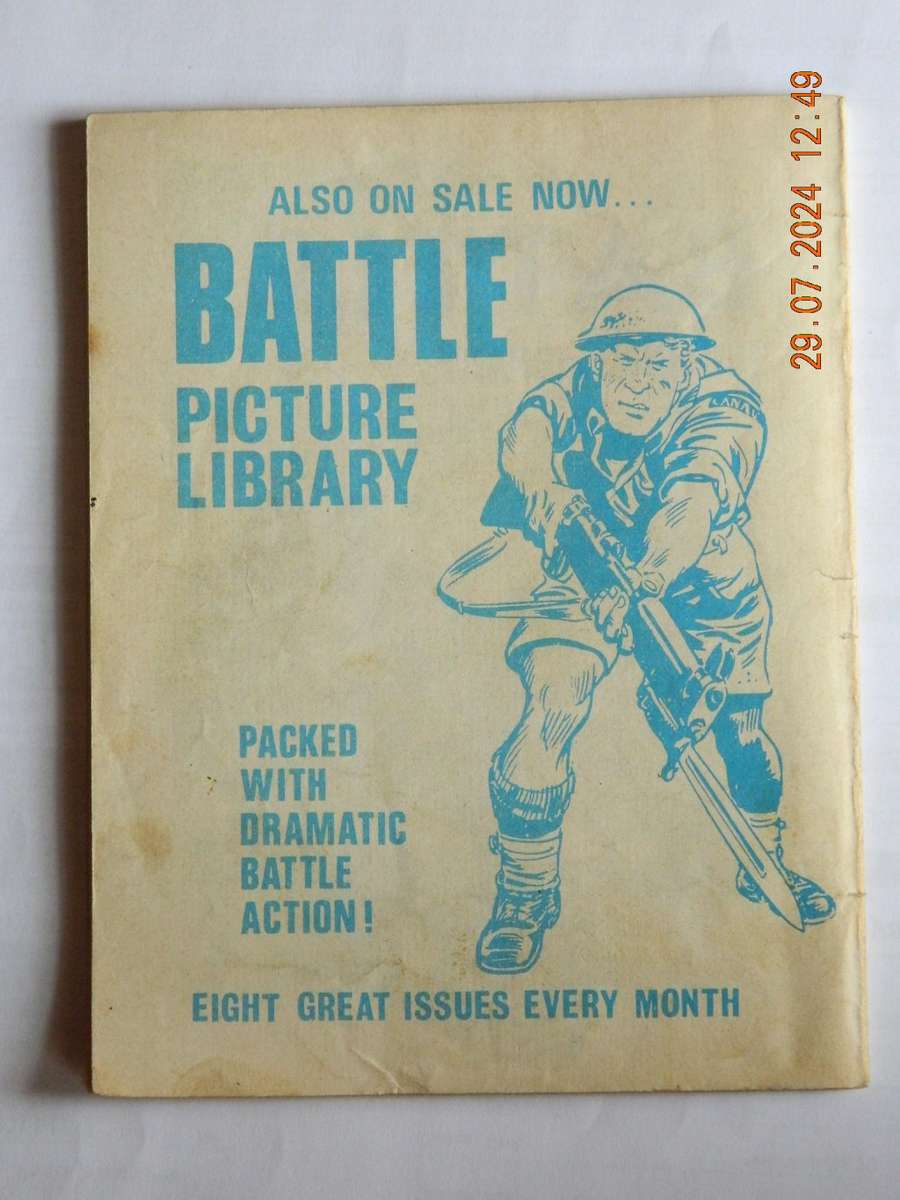 ALSO ON SALE NOW...
BATTLE
PICTURE
LIBRARY
CANAD
PACKED
WITH
DRAMATIC
BATTLE
ACTION!
EIGHT GREAT ISSUES EVERY MONTH
29.07.2024 12:49